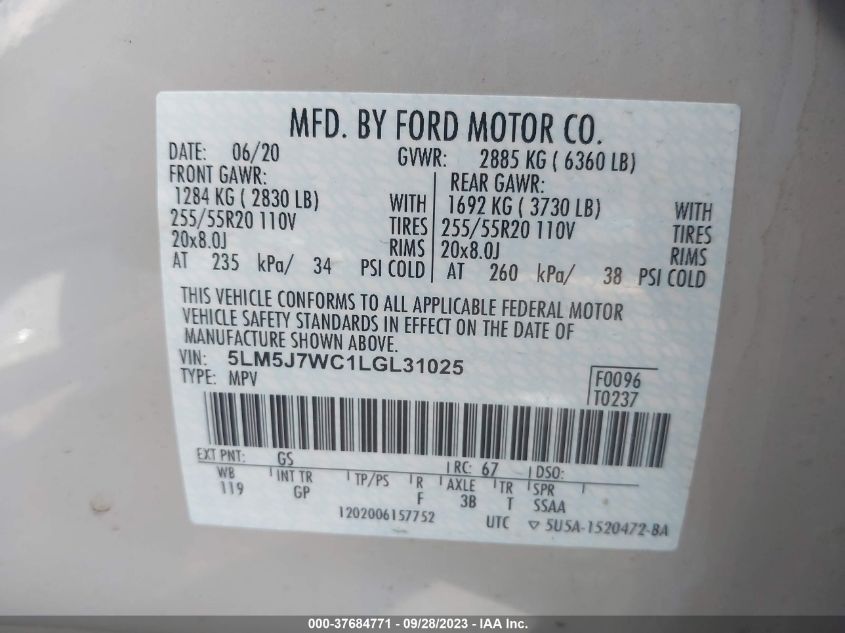 MFD. BY FORD MOTOR CO.
DATE: 06/20 GVWR: 2885 KG ( 6360 LB)
FRONT GAWR: REAR GAWR:
1284 KG ( 2830 LB) WITH 1692 KG ( 3730 LB) WITH
255/55R20 110V TIRES 255/55R20 110V TIRES
20x8.0J RIMS 20x8.0J RIMS
AT 235 kPa/ 34 PSI COLD AT 260 kPa/ 38 PSI COLD
THIS VEHICLE CONFORMS TO ALL APPLICABLE FEDERAL MOTOR
VEHICLE SAFETY STANDARDS IN EFFECT ON THE DATE OF
MANUFACTURE SHOWN ABOVE.
VIN: 5LM5J7WC1LGL31025
TYPE: MPV
F0096
T0237
EXT PNT: GS RC: 67 DSO:
WB INT TR TP/PS R AXLE TR SPR
119 GP F 3B T SSAA
1202006157752 UTC ▽ 5U5A-1520472-BA
000-37684771 - 09/28/2023 - IAA Inc.